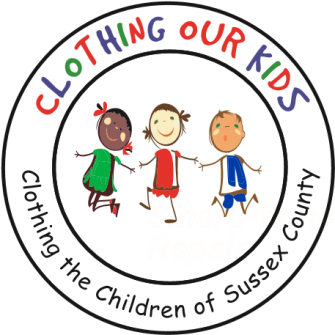 CLOTHING OUR KIDS
Clothing the Children of Sussex County